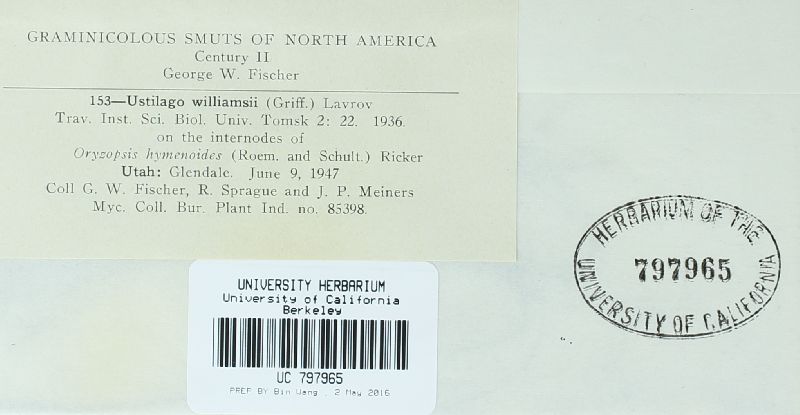 GRAMINICOLOUS SMUTS OF NORTH AMERICA
Century II
George W. Fischer
153—Ustilago williamsii (Griff.) Lavrov
Trav. Inst. Sci. Biol. Univ. Tomsk 2: 22. 1936.
on the internodes of
Oryzopsis hymenoides (Roem. and Schult.) Ricker
Utah: Glendale. June 9, 1947
Coll G. W. Fischer, R. Sprague and J. P. Meiners
Myc. Coll. Bur. Plant Ind. no. 85398.
HERBARIUM OF THE
797965
UNIVERSITY OF CALIFORNIA
UNIVERSITY HERBARIUM
University of California
Berkeley
UC 797965
PREP BY Bin Wang , 2 May 2016